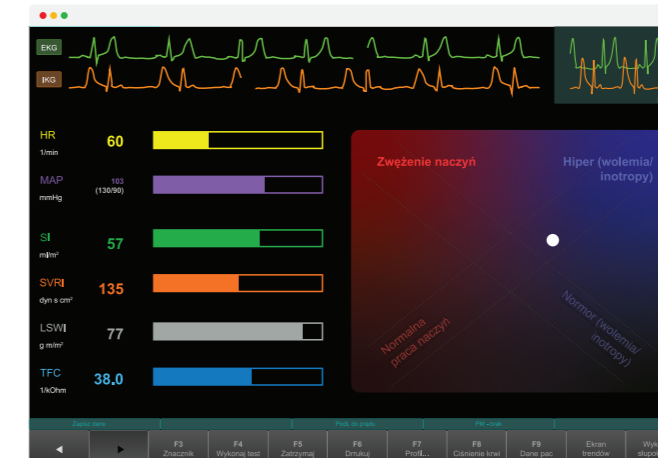 EKG
IKG
HR
1/min
60
MAP
mmHg
103
(130/90)
SI
ml/m²
57
SVRI
dyn s cm²
135
LSWI
g m/m²
77
TFC
1/kOhm
38.0
Zwężenie naczyń
Hiper (wolemia/
inotropy)
Normalna
praca naczyń
Normor (wolemia/
inotropy)
Zapisz dane
F3
Znacznik
F4
Wykonaj test
F5
Zatrzymaj
F6
Drukuj
F7
Profil...
F8
Ciśnienie krwi
F9
Dane pac
Ekran
trendów